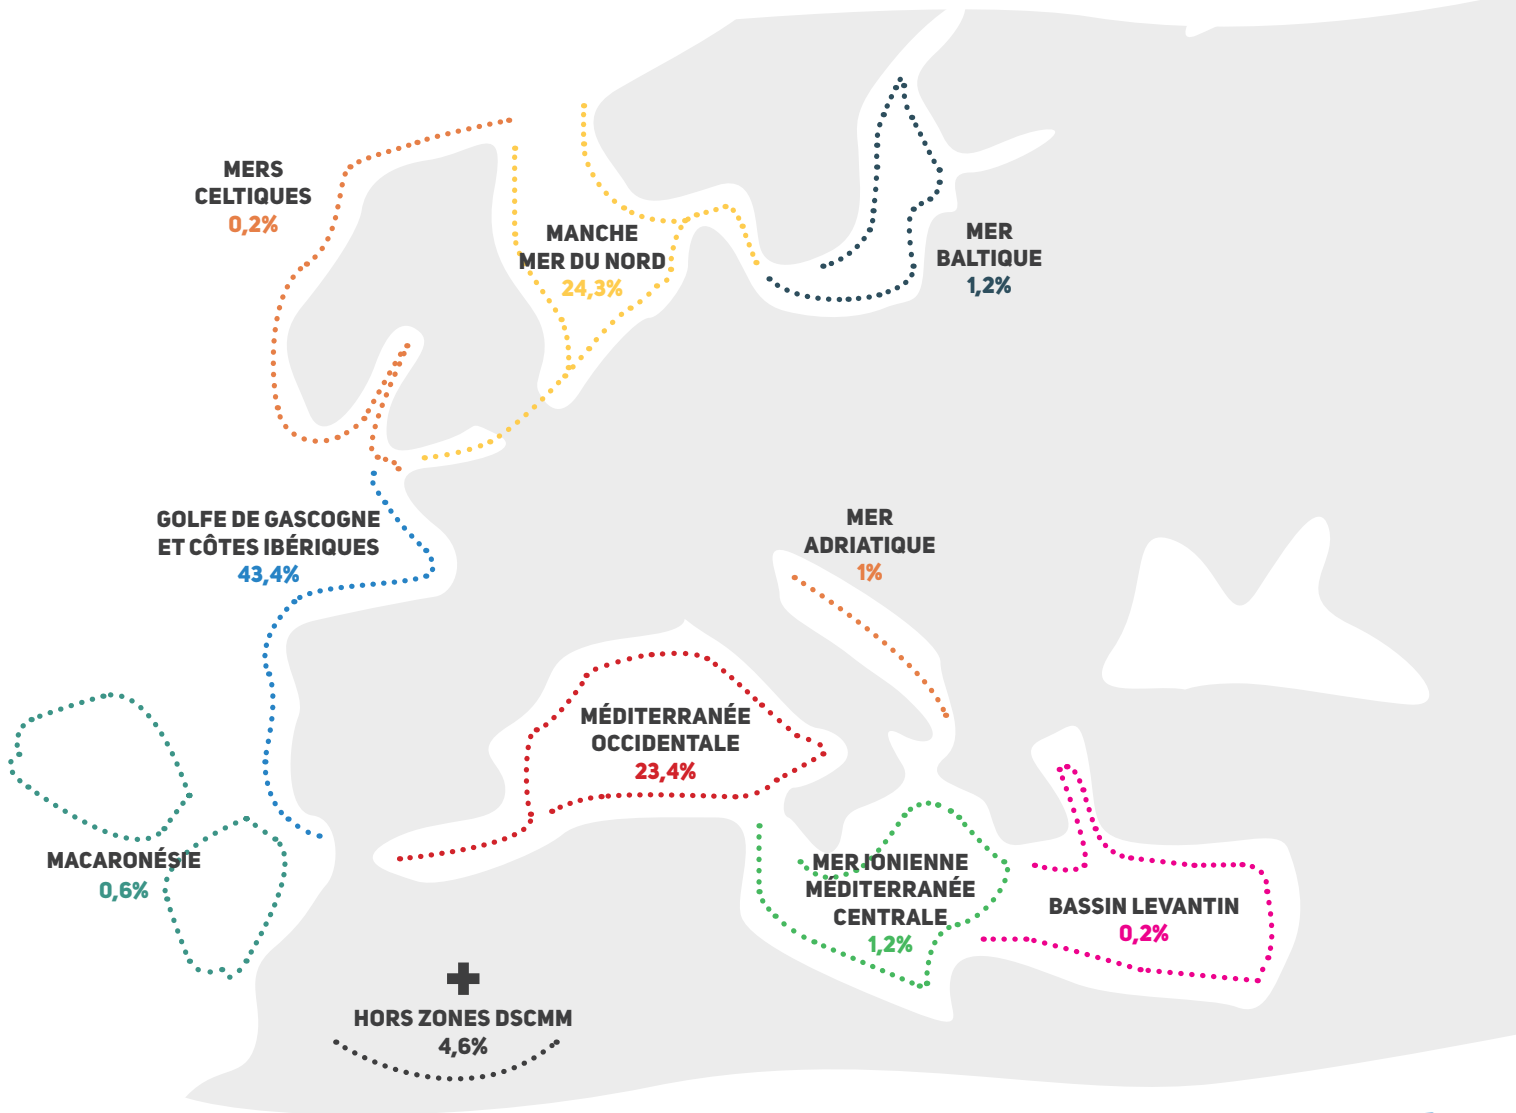 MERS
CELTIQUES
0,2%
MANCHE
MER DU NORD
24,3%
MER
BALTIQUE
1,2%
GOLFE DE GASCOGNE
ET CÔTES IBÉRIQUES
43,4%
MER
ADRIATIQUE
1%
MÉDITERRANÉE
OCCIDENTALE
23,4%
MACARONÉSIE
0,6%
MER IONIENNE
MÉDITERRANÉE
CENTRALE
1,2%
BASSIN LEVANTIN
0,2%
HORS ZONES DSCMM
4,6%